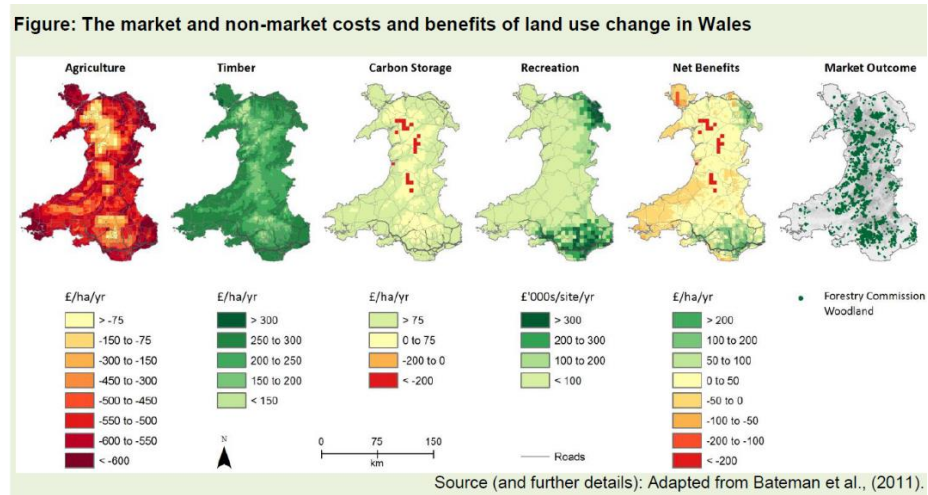 Figure: The market and non-market costs and benefits of land use change in Wales
Agriculture
Timber
Carbon Storage
Recreation
Net Benefits
Market Outcome
£/ha/yr
> -75
-150 to -75
-300 to -150
-450 to -300
-500 to -450
-550 to -500
-600 to -550
< -600
£/ha/yr
> 300
250 to 300
200 to 250
150 to 200
< 150
£/ha/yr
> 75
0 to 75
-200 to 0
< -200
£'000s/site/yr
> 300
200 to 300
100 to 200
< 100
£/ha/yr
> 200
100 to 200
50 to 100
0 to 50
-50 to 0
-100 to -50
-200 to -100
< -200
Forestry Commission
Woodland
N
0 75 150
km
Roads
Source (and further details): Adapted from Bateman et al., (2011).